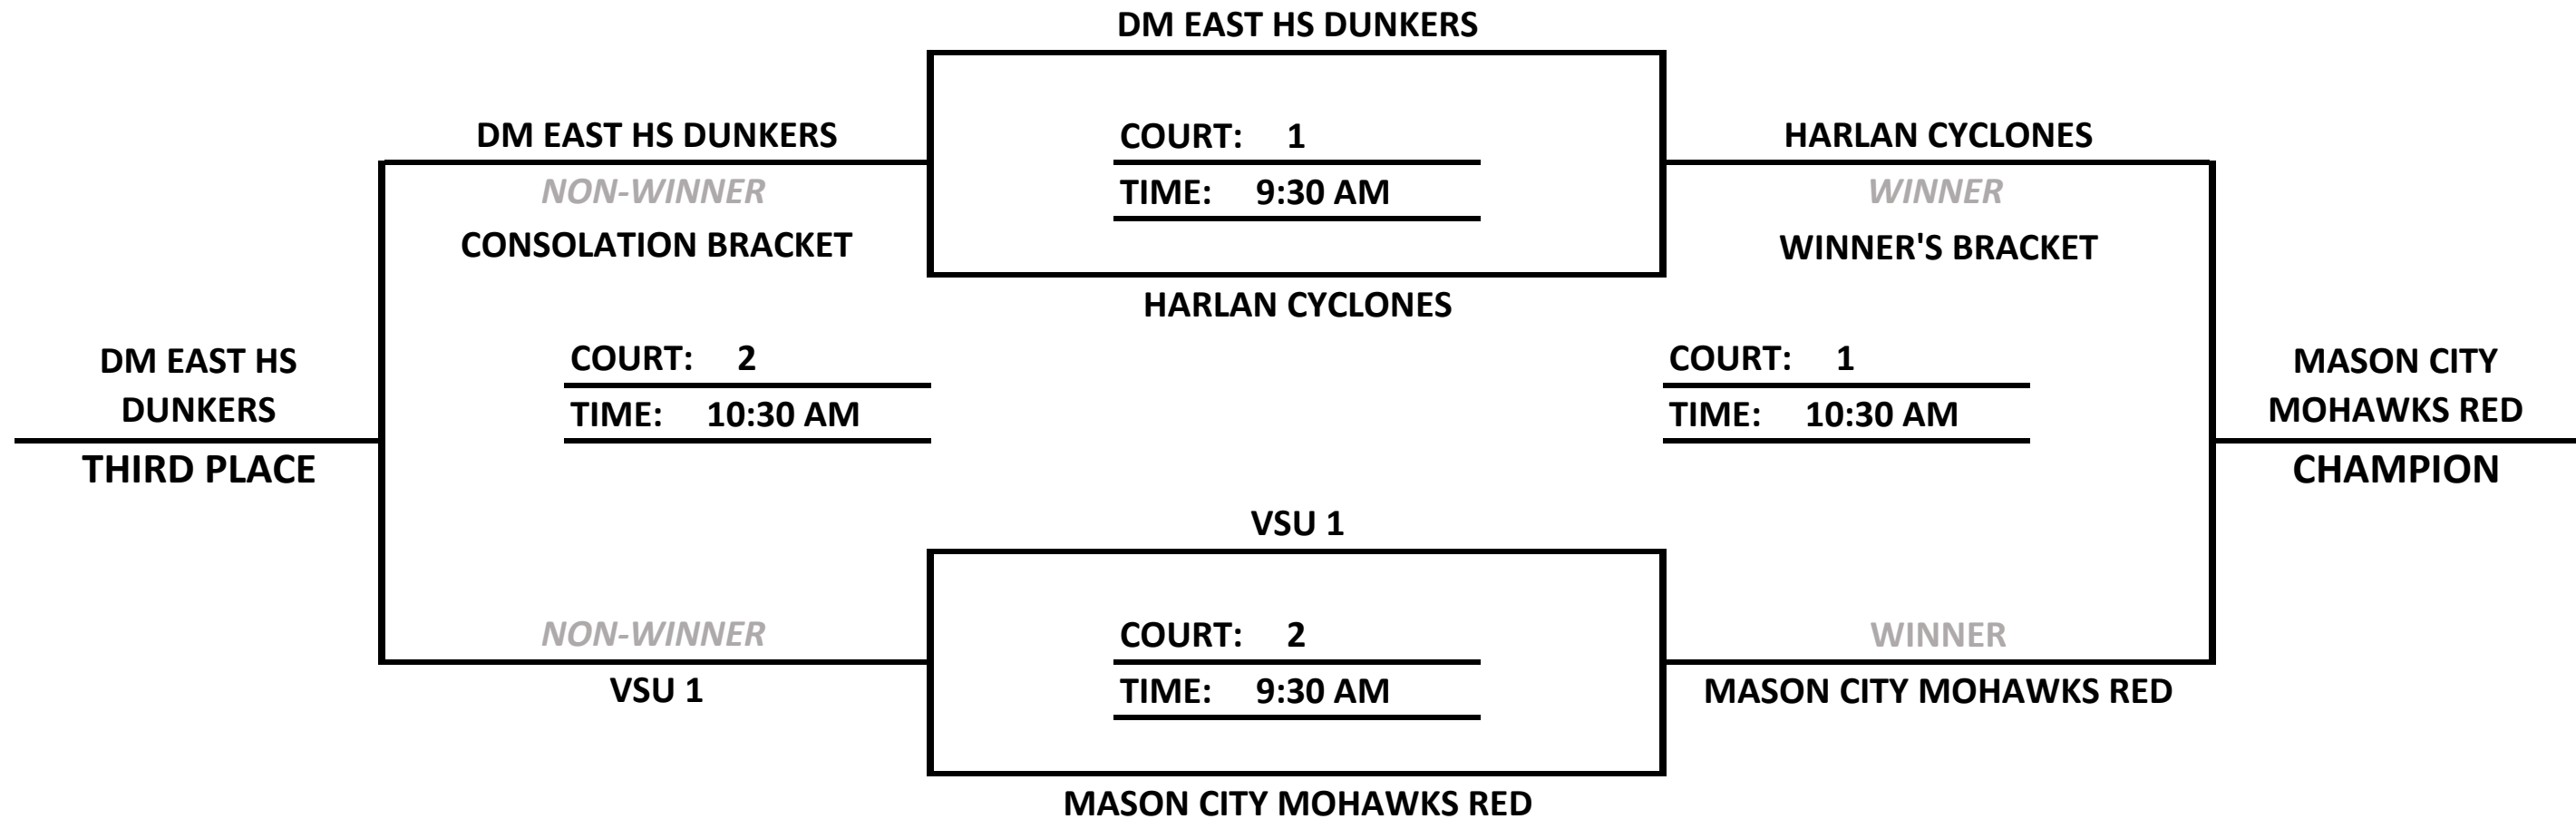 DM EAST HS DUNKERS
DM EAST HS DUNKERS
COURT: 1
HARLAN CYCLONES
NON-WINNER
TIME: 9:30 AM
WINNER
CONSOLATION BRACKET
WINNER'S BRACKET
HARLAN CYCLONES
DM EAST HS
DUNKERS
THIRD PLACE
COURT: 2
TIME: 10:30 AM
COURT: 1
TIME: 10:30 AM
MASON CITY
MOHAWKS RED
CHAMPION
VSU 1
NON-WINNER
VSU 1
COURT: 2
TIME: 9:30 AM
WINNER
MASON CITY MOHAWKS RED
MASON CITY MOHAWKS RED